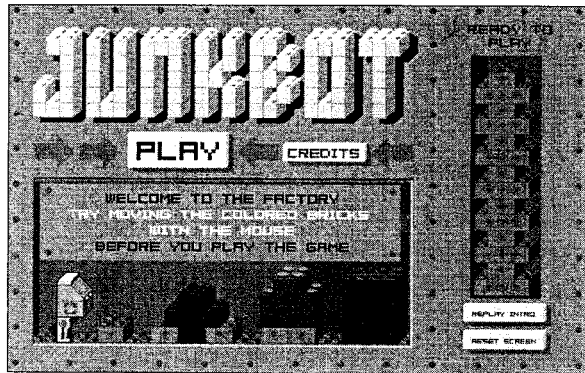 JUNKBOT
READY TO
PLAY
PLAY
CREDITS
WELCOME TO THE FACTORY
TRY MOVING THE COLORED BRICKS
WITH THE MOUSE
BEFORE YOU PLAY THE GAME
REPLAY INTRO
RESET SCREEN